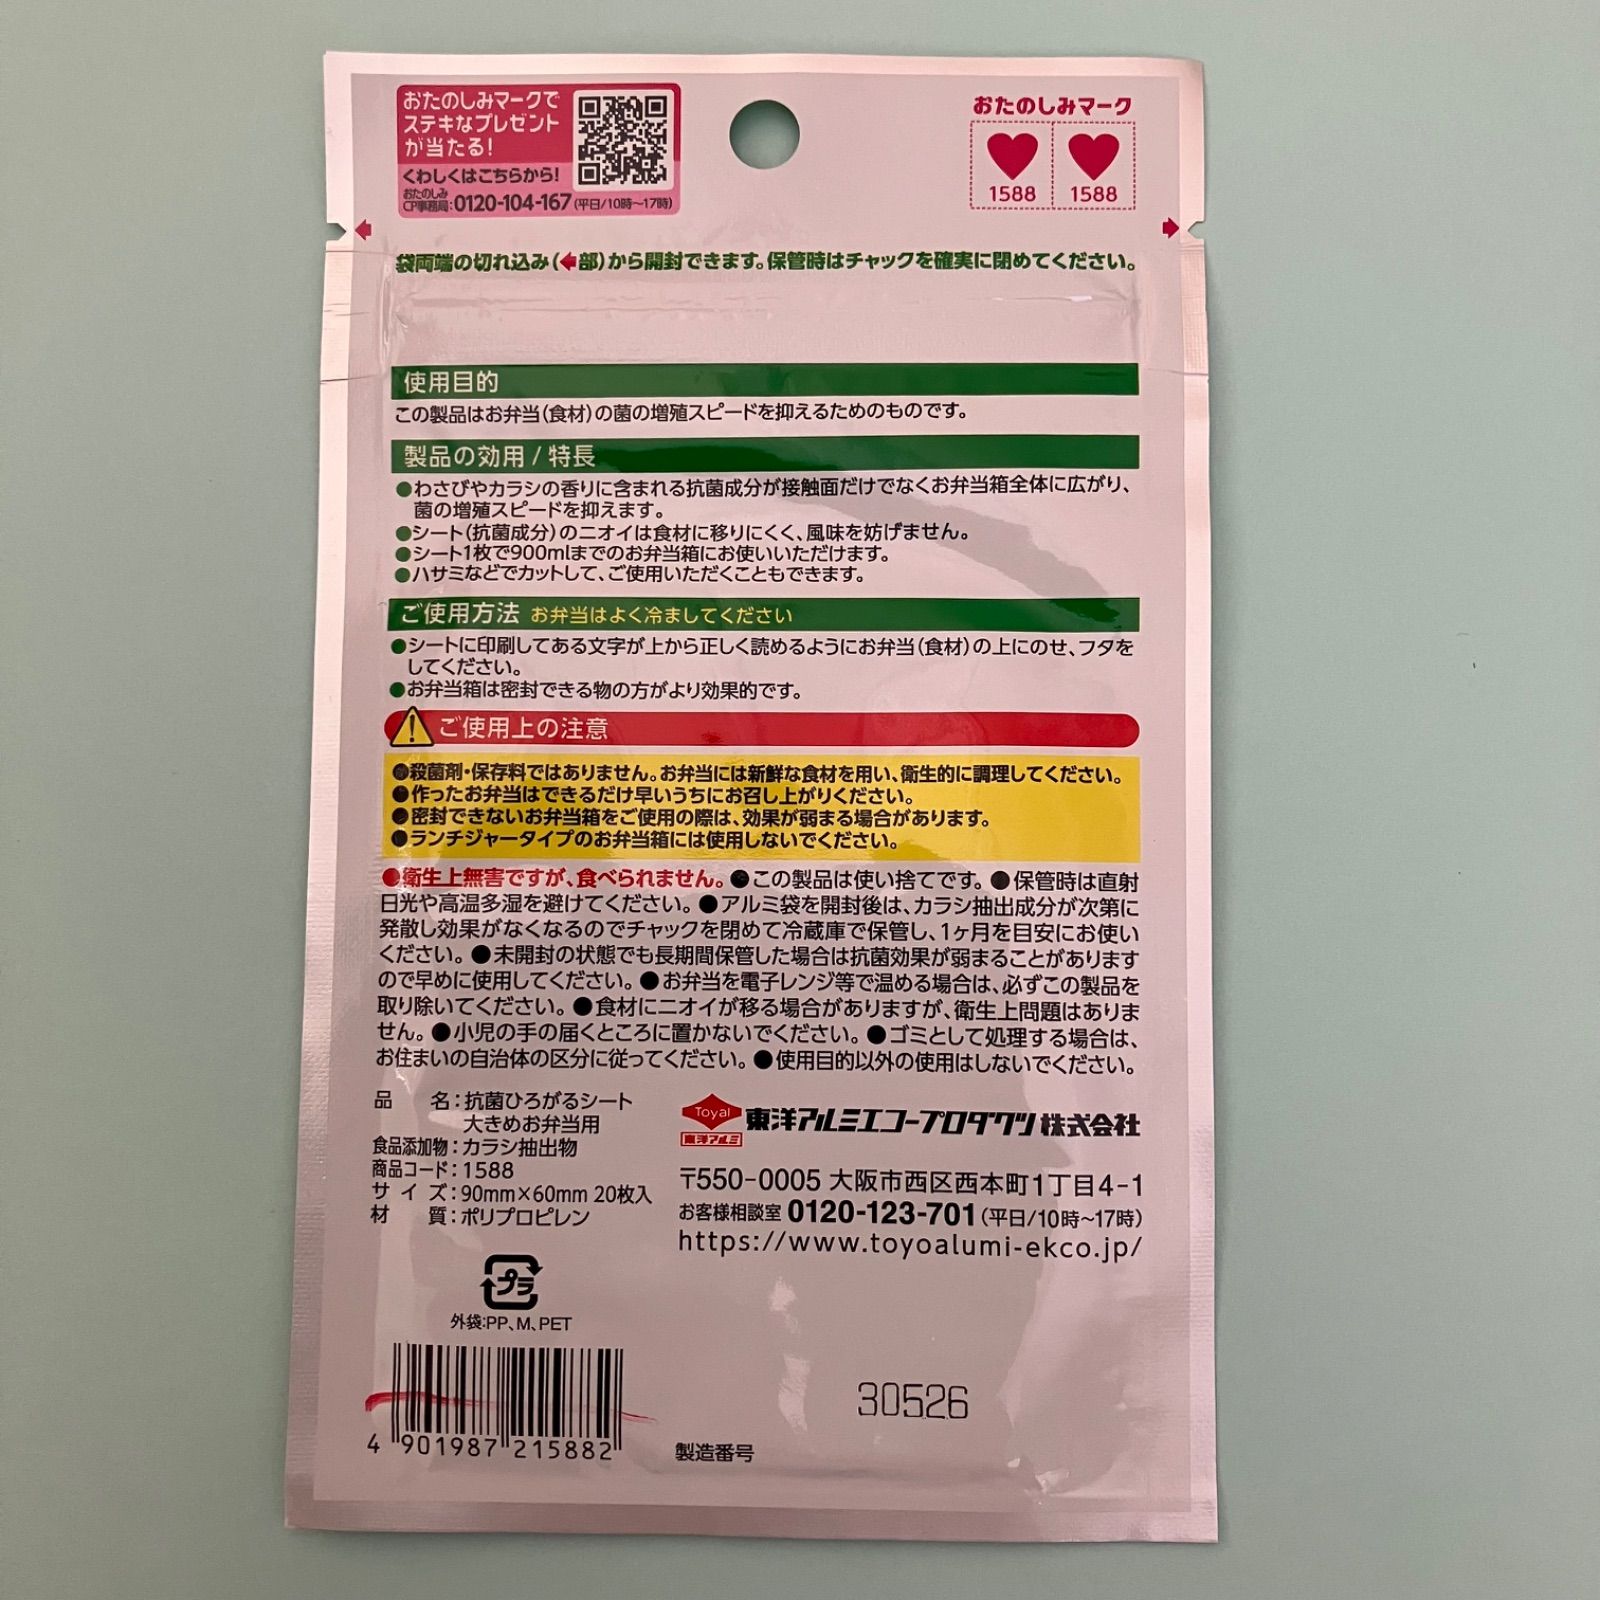 おたのしみマークで
ステキなプレゼント
が当たる!
くわしくはこちらから!
おたのしみ
CP事務局:0120-104-167(平日/10時~17時)
おたのしみマーク
1588 1588
袋両端の切れ込み(部)から開封できます。保管時はチャックを確実に閉めてください。
使用目的
この製品はお弁当(食材)の菌の増殖スピードを抑えるためのものです。
製品の効用/特長
●わさびやカラシの香りに含まれる抗菌成分が接触面だけでなくお弁当箱全体に広がり、
菌の増殖スピードを抑えます。
●シート(抗菌成分)のニオイは食材に移りにくく、風味を妨げません。
●シート1枚で900mlまでのお弁当箱にお使いいただけます。
●ハサミなどでカットして、ご使用いただくこともできます。
ご使用方法 お弁当はよく冷ましてください
●シートに印刷してある文字が上から正しく読めるようにお弁当(食材)の上にのせ、フタを
してください。
●お弁当箱は密封できる物の方がより効果的です。
ご使用上の注意
●殺菌剤・保存料ではありません。お弁当には新鮮な食材を用い、衛生的に調理してください。
●作ったお弁当はできるだけ早いうちにお召し上がりください。
●密封できないお弁当箱をご使用の際は、効果が弱まる場合があります。
●ランチジャータイプのお弁当箱には使用しないでください。
●衛生上無害ですが、食べられません。●この製品は使い捨てです。●保管時は直射
日光や高温多湿を避けてください。●アルミ袋を開封後は、カラシ抽出成分が次第に
発散し効果がなくなるのでチャックを閉めて冷蔵庫で保管し、1ヶ月を目安にお使い
ください。●未開封の状態でも長期間保管した場合は抗菌効果が弱まることがあります
ので早めに使用してください。●お弁当を電子レンジ等で温める場合は、必ずこの製品を
取り除いてください。●食材にニオイが移る場合がありますが、衛生上問題はありま
せん。●小児の手の届くところに置かないでください。●ゴミとして処理する場合は、
お住まいの自治体の区分に従ってください。●使用目的以外の使用はしないでください。
品名:抗菌ひろがるシート
大きめお弁当用
食品添加物:カラシ抽出物
商品コード:1588
サイズ:90mm×60mm 20枚入
材質:ポリプロピレン
Toyal
東洋アルミ
東洋アルミエコープロダクツ株式会社
〒550-0005 大阪市西区西本町1丁目4-1
お客様相談室 0120-123-701(平日/10時~17時)
https://www.toyoalumi-ekco.jp/
プラ
外袋:PP、M、PET
30526
4 901987 215882
製造番号